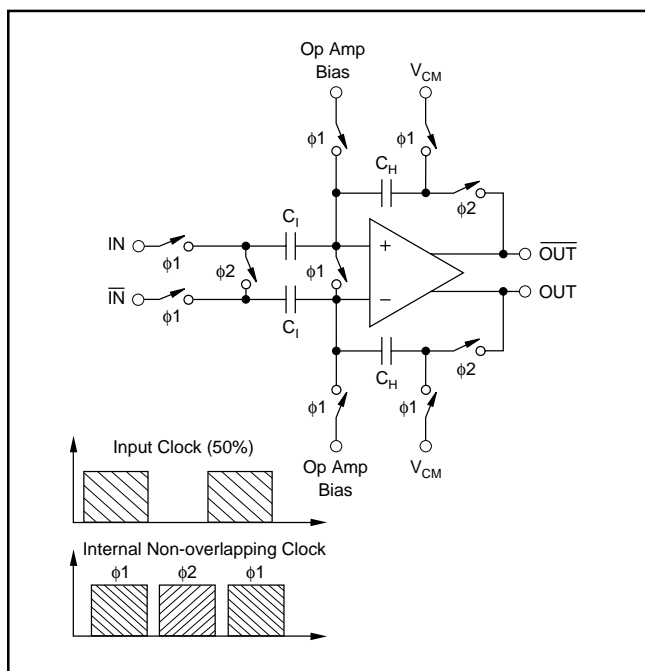 Op Amp
Bias
V_CM
ϕ1
ϕ1
C_H
ϕ2
IN
ϕ1
C_I
ϕ2
ϕ1
+
OUT̅
IN̅
ϕ1
C_I
−
OUT
C_H
ϕ2
ϕ1
ϕ1
Op Amp
Bias
V_CM
Input Clock (50%)
Internal Non-overlapping Clock
ϕ1 ϕ2 ϕ1